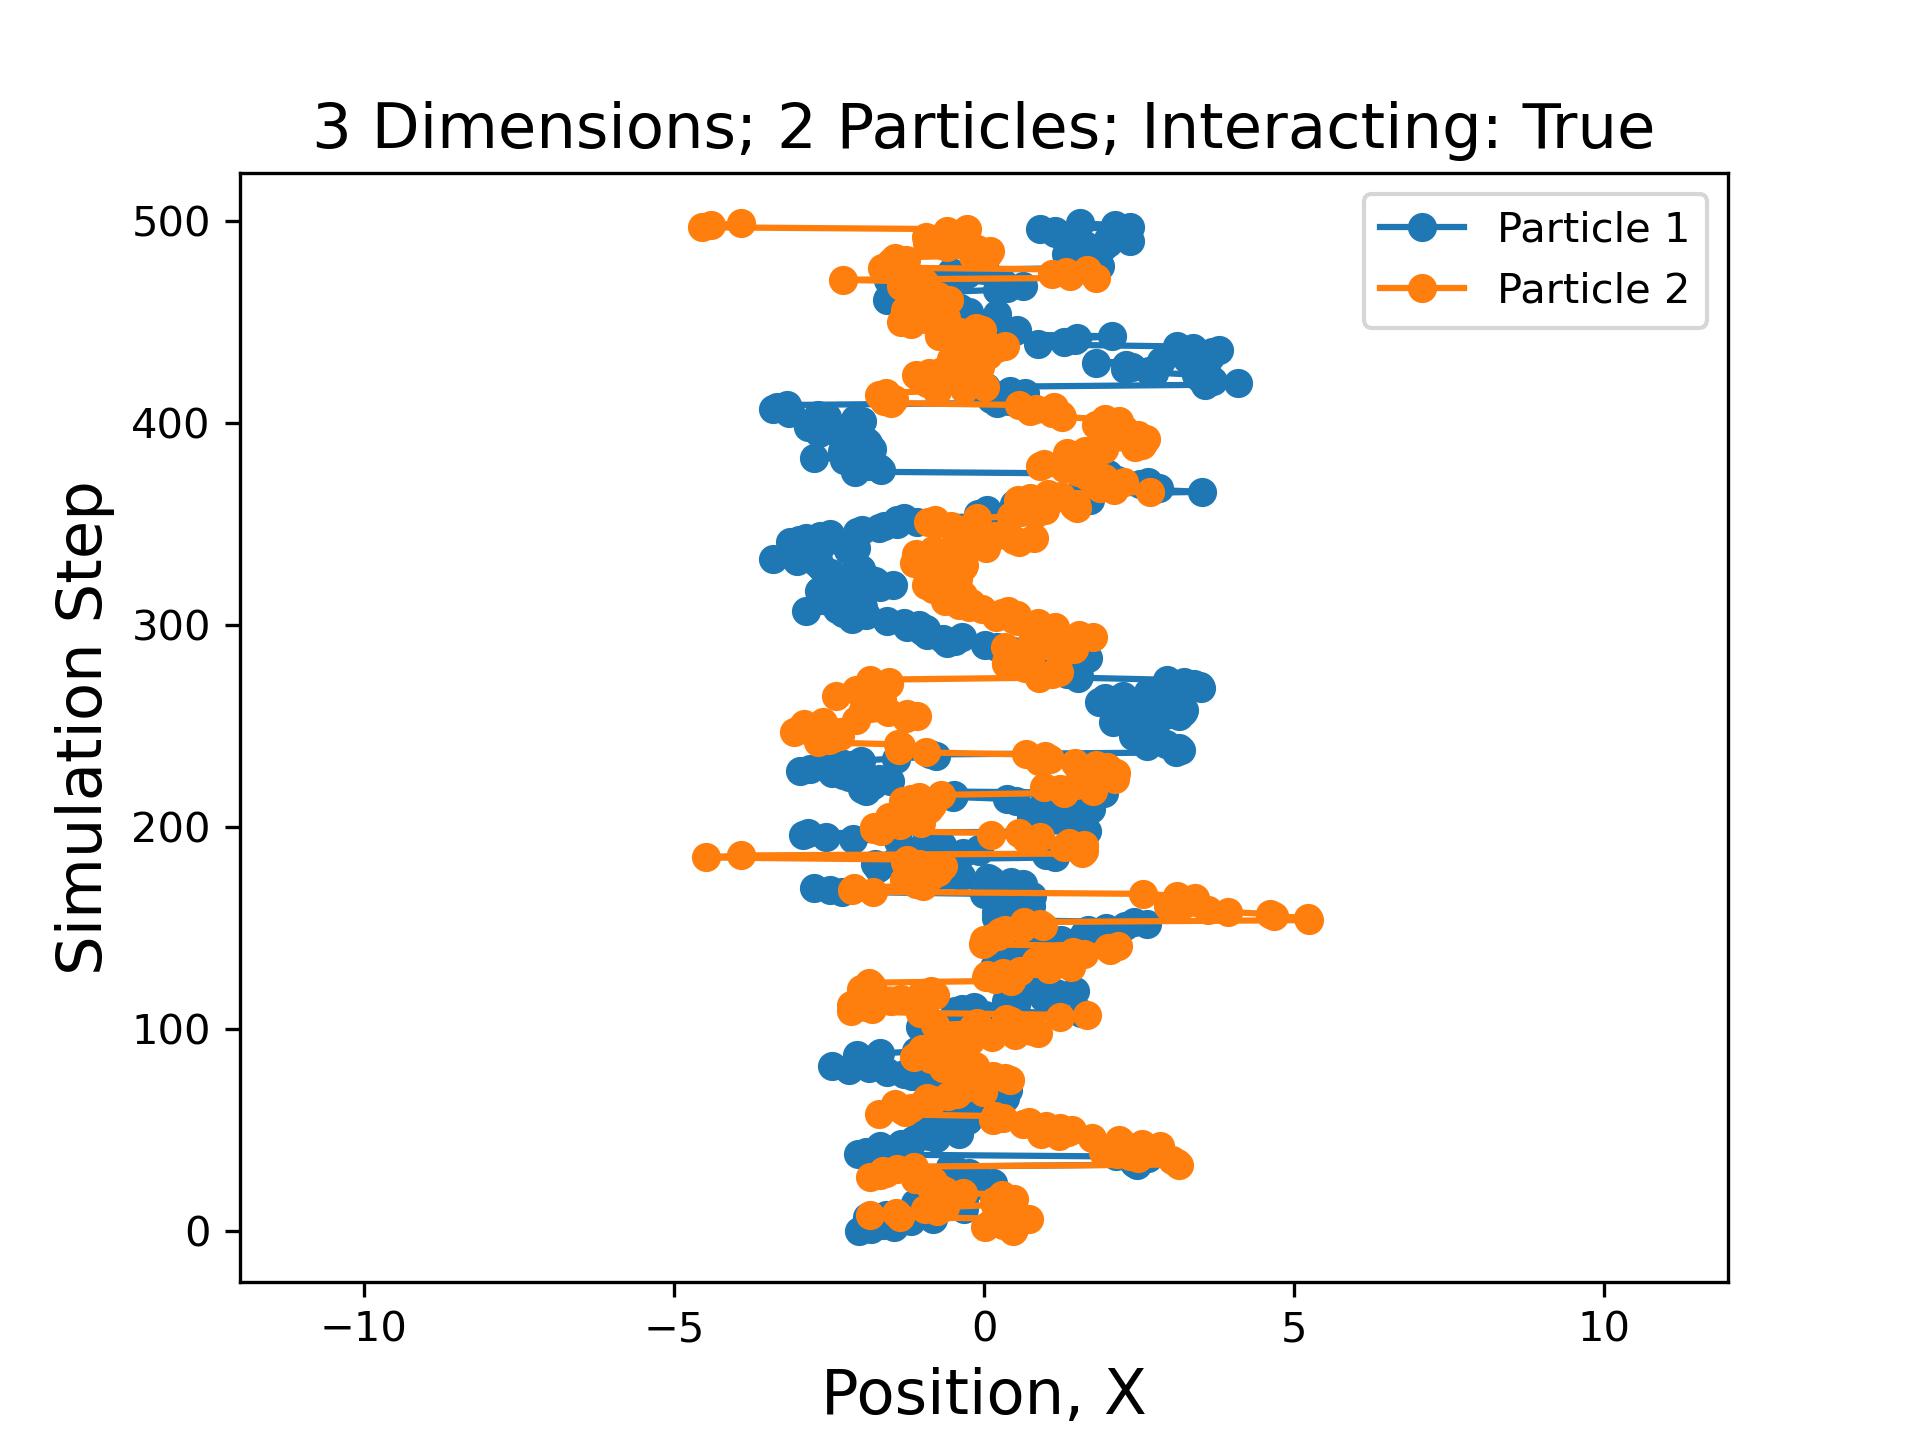 3 Dimensions; 2 Particles; Interacting: True
Particle 1
Particle 2
Simulation Step
500
400
300
200
100
0
−10
−5
0
5
10
Position, X